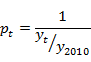 p_t = 1 / (y_t / y_2010)